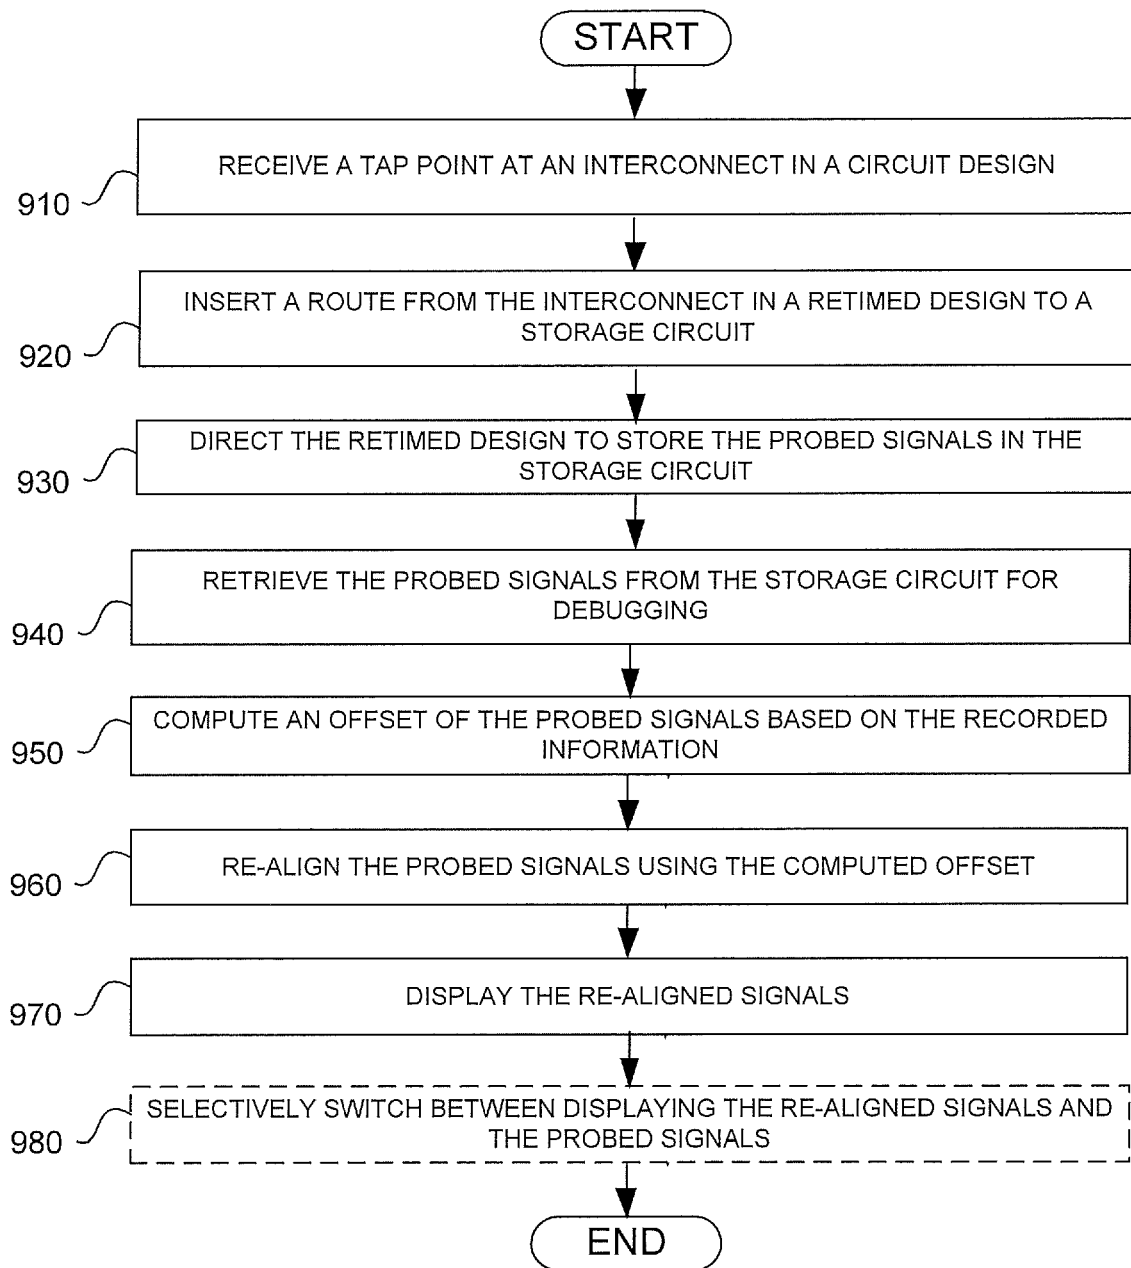 START
RECEIVE A TAP POINT AT AN INTERCONNECT IN A CIRCUIT DESIGN
910
INSERT A ROUTE FROM THE INTERCONNECT IN A RETIMED DESIGN TO A
STORAGE CIRCUIT
920
DIRECT THE RETIMED DESIGN TO STORE THE PROBED SIGNALS IN THE
STORAGE CIRCUIT
930
RETRIEVE THE PROBED SIGNALS FROM THE STORAGE CIRCUIT FOR
DEBUGGING
940
COMPUTE AN OFFSET OF THE PROBED SIGNALS BASED ON THE RECORDED
INFORMATION
950
RE-ALIGN THE PROBED SIGNALS USING THE COMPUTED OFFSET
960
DISPLAY THE RE-ALIGNED SIGNALS
970
SELECTIVELY SWITCH BETWEEN DISPLAYING THE RE-ALIGNED SIGNALS AND
THE PROBED SIGNALS
980
END